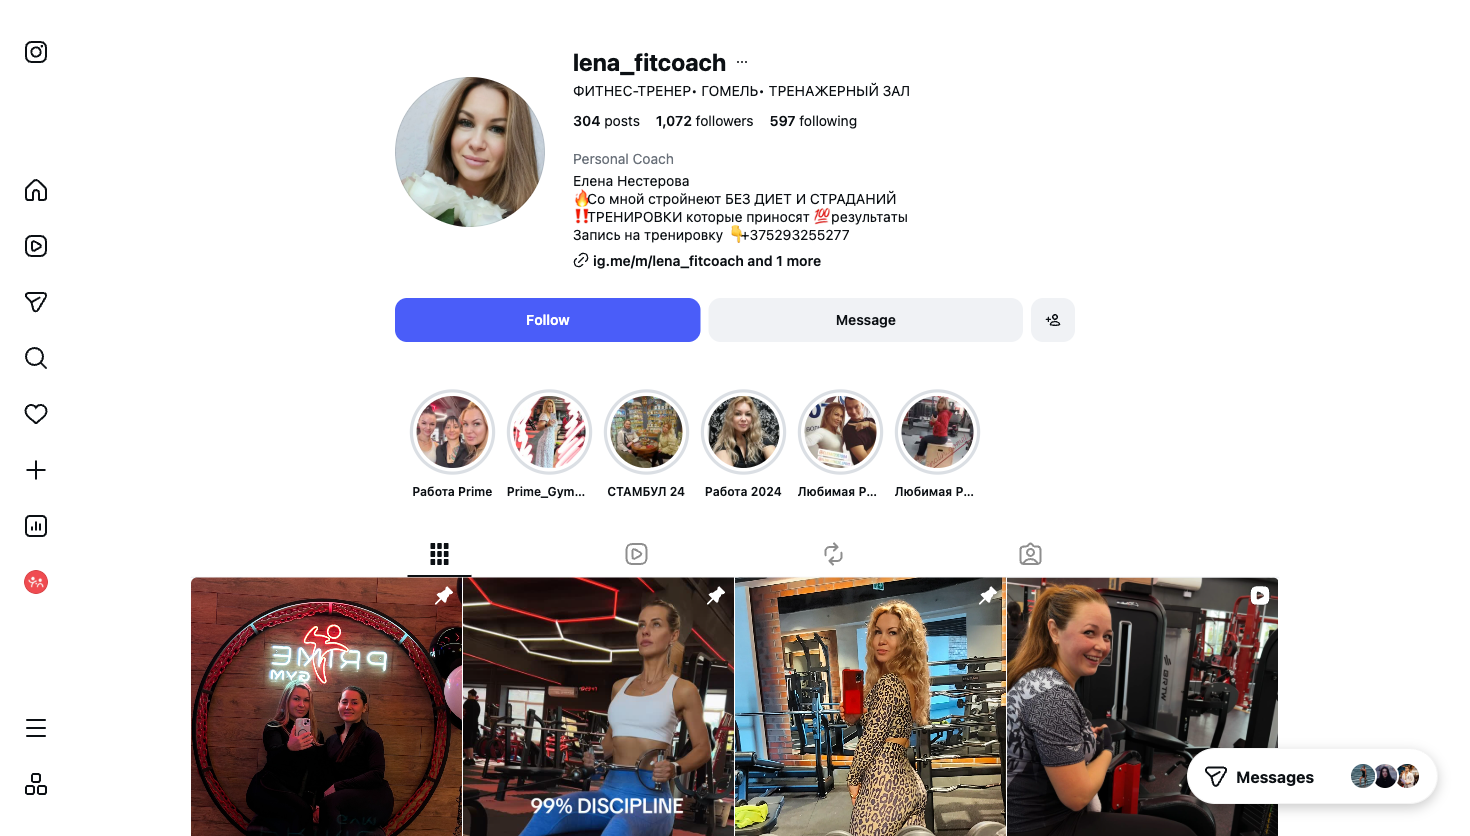 lena_fitcoach ...
ФИТНЕС-ТРЕНЕР• ГОМЕЛЬ• ТРЕНАЖЕРНЫЙ ЗАЛ
304 posts 1,072 followers 597 following
Personal Coach
Елена Нестерова
🔥Со мной стройнеют БЕЗ ДИЕТ И СТРАДАНИЙ
‼️ТРЕНИРОВКИ которые приносят 💯результаты
Запись на тренировку 👇+375293255277
ig.me/m/lena_fitcoach and 1 more
Follow Message
Работа Prime Prime_Gym... СТАМБУЛ 24 Работа 2024 Любимая Р... Любимая Р...
PRIME
GYM
99% DISCIPLINE
Messages